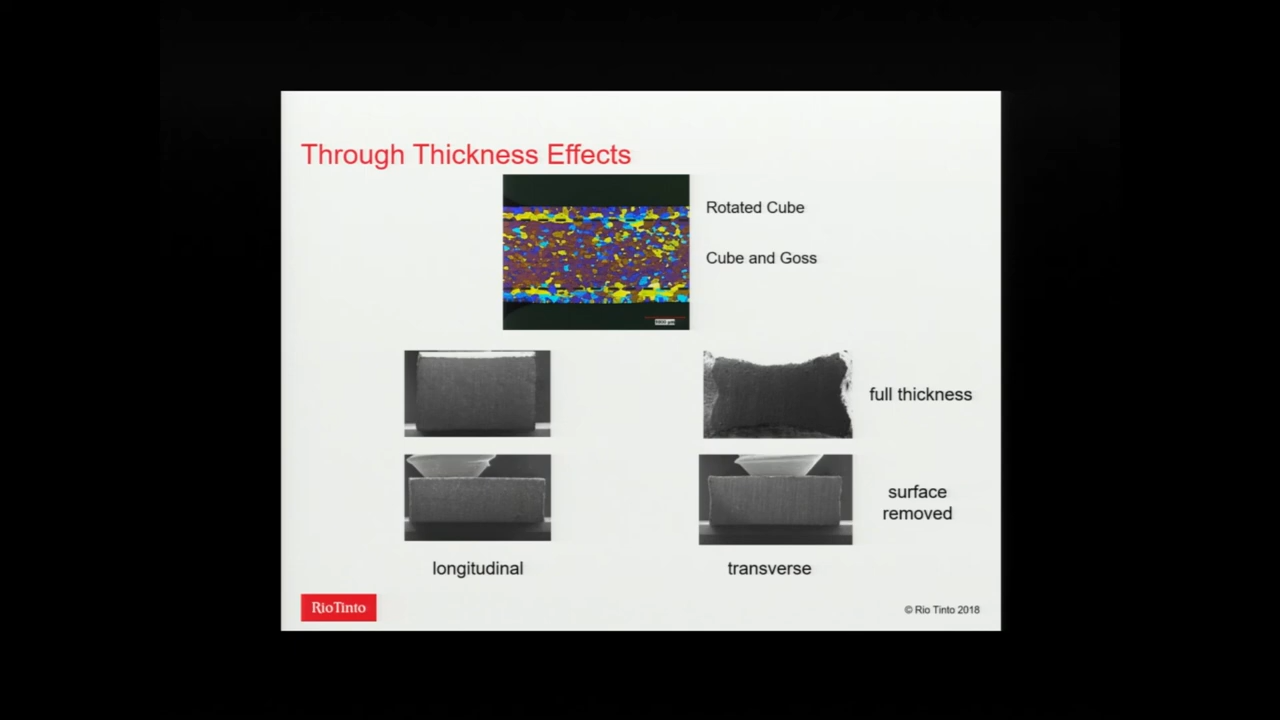 Through Thickness Effects
Rotated Cube
Cube and Goss
full thickness
surface
removed
longitudinal
transverse
RioTinto
© Rio Tinto 2018